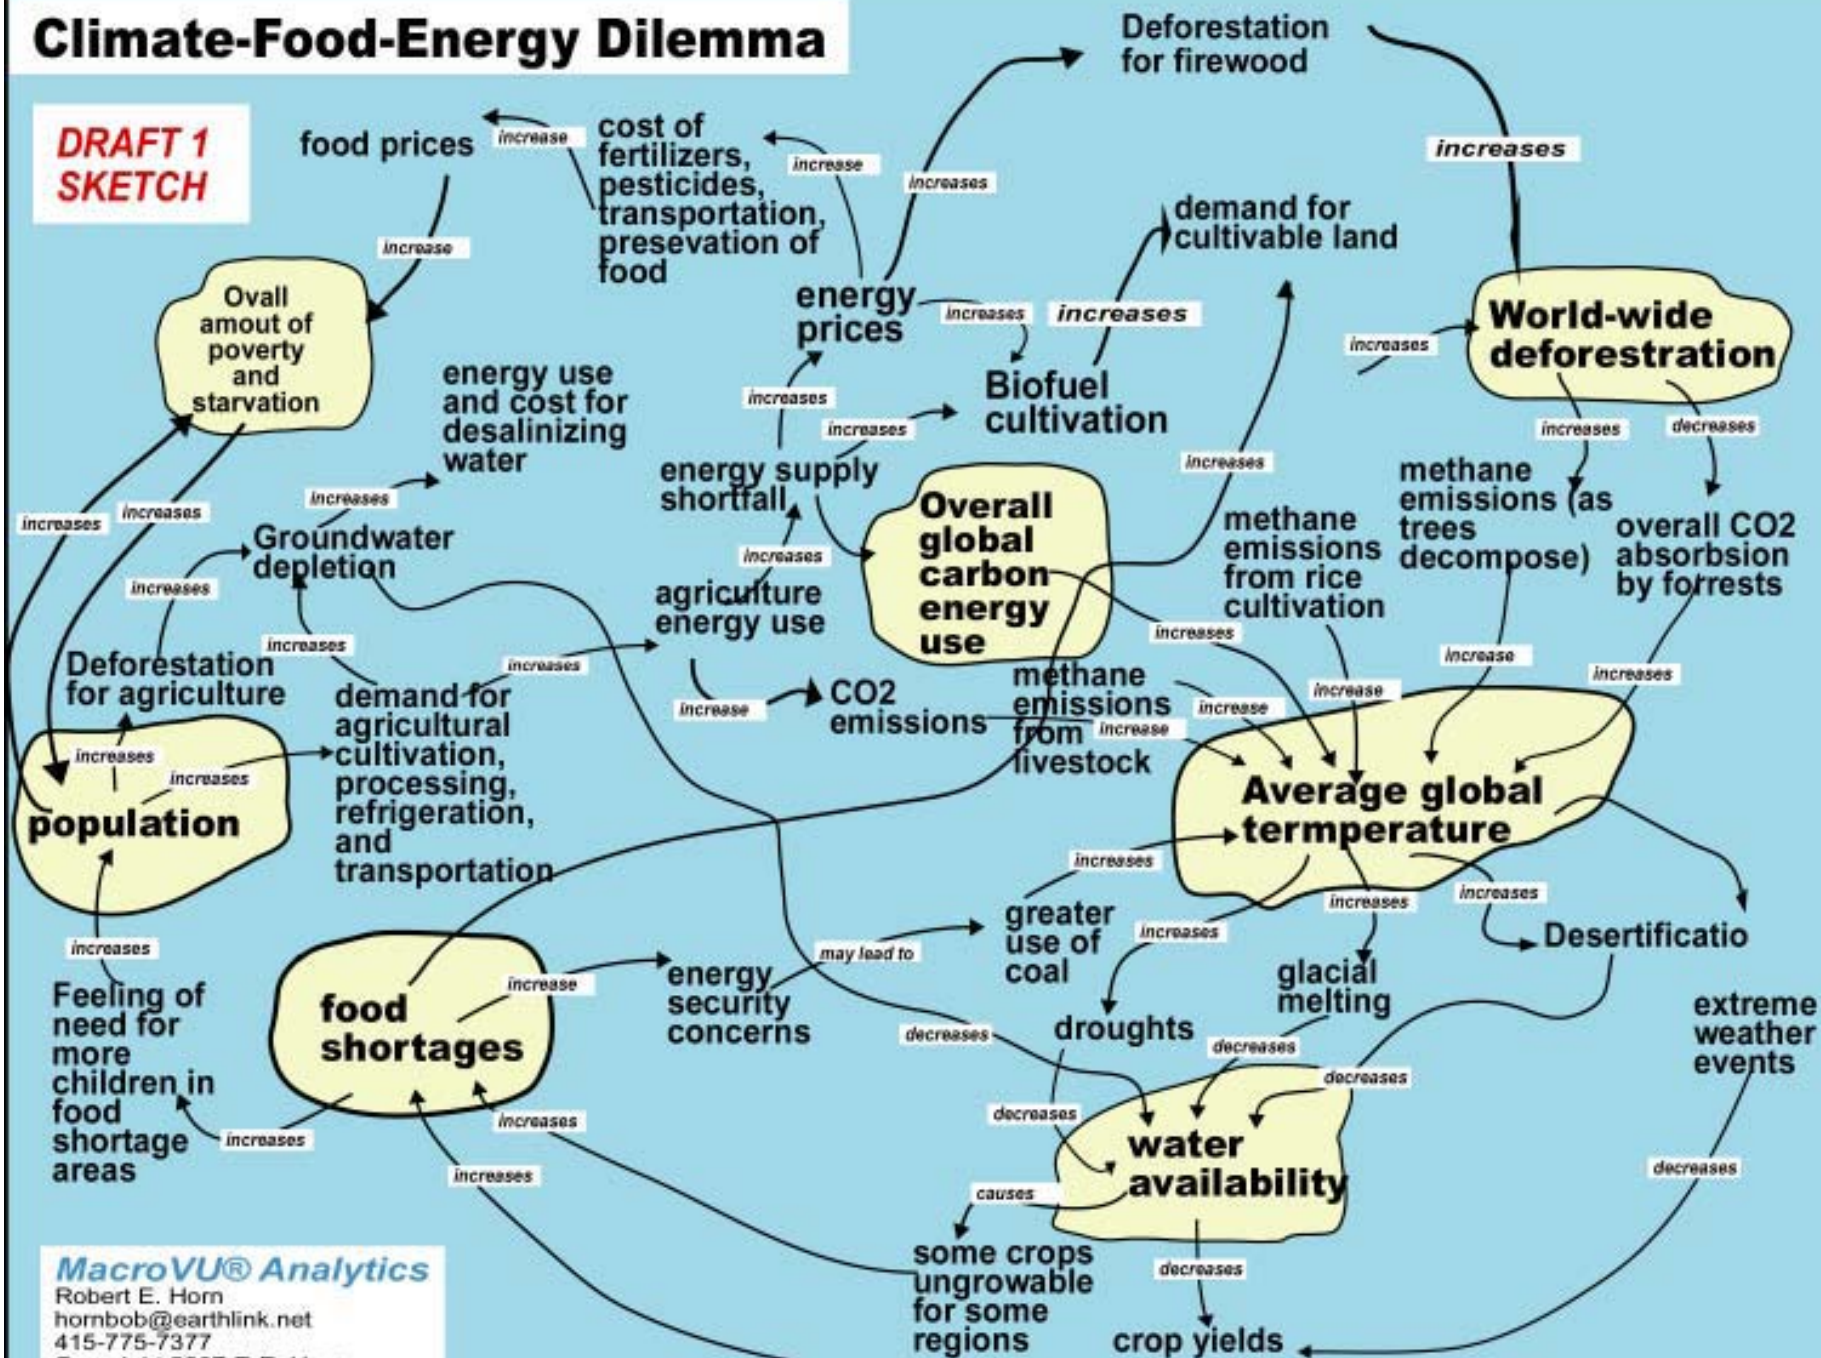 Climate-Food-Energy Dilemma
DRAFT 1
SKETCH
Deforestation
for firewood
increases
food prices
increase
cost of
fertilizers,
pesticides,
transportation,
presevation of
food
increase
increases
increase
demand for
cultivable land
Ovall
amout of
poverty
and
starvation
energy
prices
increases
increases
World-wide
deforestration
increases
energy use
and cost for
desalinizing
water
increases
Biofuel
cultivation
increases
increases
increases
decreases
energy supply
shortfall
increases
Overall
global
carbon
energy
use
methane
emissions (as
trees
decompose)
methane
emissions
from rice
cultivation
overall CO2
absorbsion
by forrests
increases
increases
Groundwater
depletion
increases
increases
agriculture
energy use
increases
increases
increases
increase
increases
Deforestation
for agriculture
demand for
agricultural
cultivation,
processing,
refrigeration,
and
transportation
increase
CO2
emissions
methane
emissions
from
livestock
increase
increase
increase
increases
increases
population
Average global
termperature
increases
increases
increases
increases
increases
Feeling of
need for
more
children in
food
shortage
areas
food
shortages
increase
energy
security
concerns
may lead to
greater
use of
coal
droughts
glacial
melting
Desertificatio
extreme
weather
events
decreases
decreases
decreases
decreases
increases
increases
increases
water
availability
causes
decreases
decreases
some crops
ungrowable
for some
regions
crop yields
MacroVU® Analytics
Robert E. Horn
hornbob@earthlink.net
415-775-7377